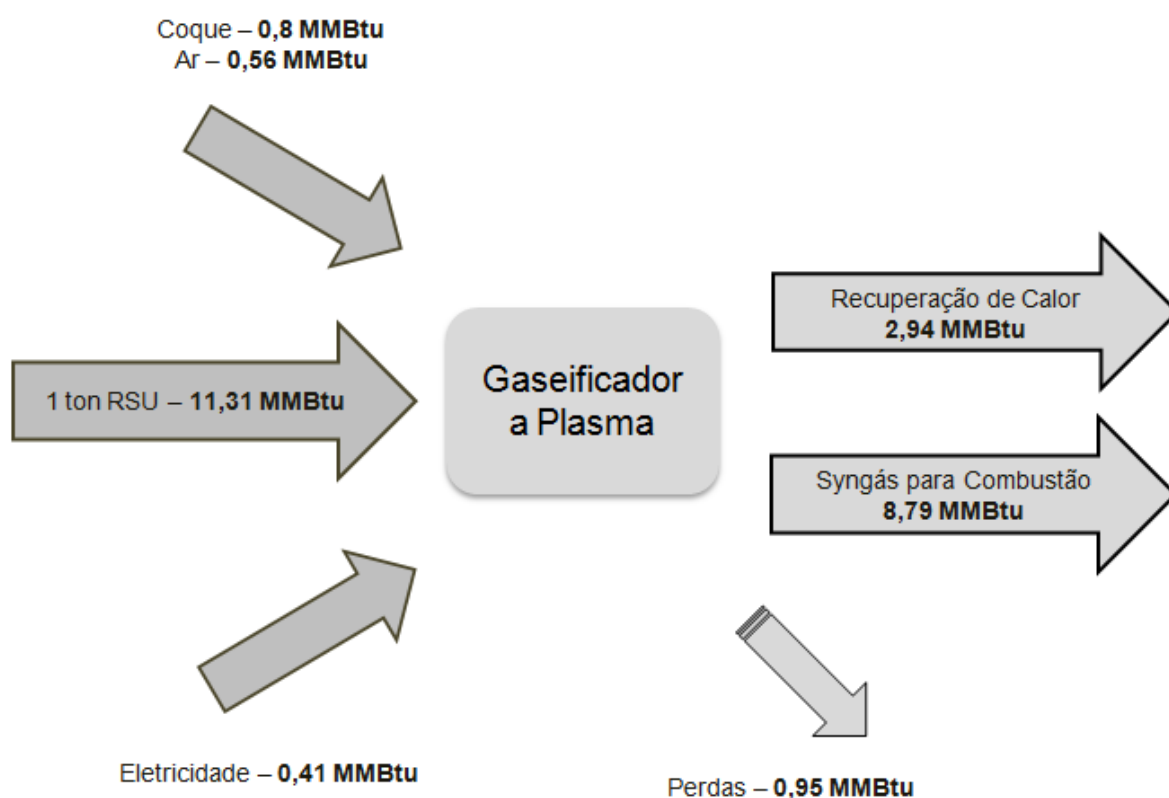 Coque – 0,8 MMBtu
Ar – 0,56 MMBtu
1 ton RSU – 11,31 MMBtu
Gaseificador
a Plasma
Recuperação de Calor
2,94 MMBtu
Syngás para Combustão
8,79 MMBtu
Eletricidade – 0,41 MMBtu
Perdas – 0,95 MMBtu